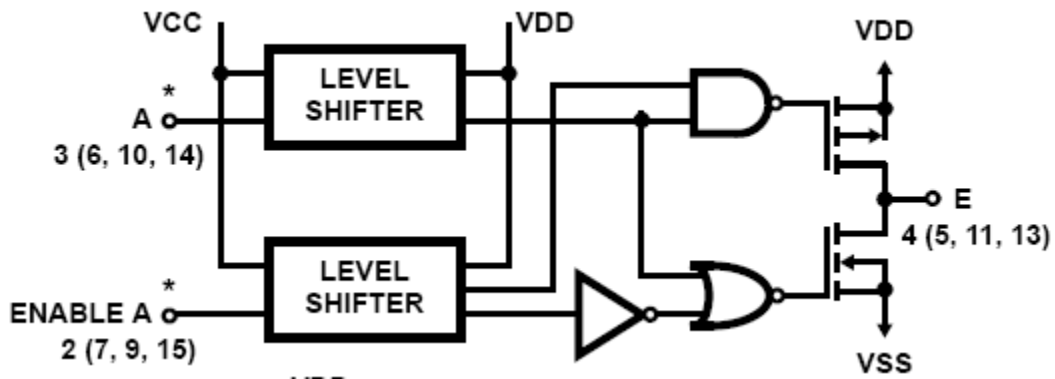 VCC
VDD
VDD
LEVEL
SHIFTER
*
A
3 (6, 10, 14)
E
4 (5, 11, 13)
LEVEL
SHIFTER
*
ENABLE A
2 (7, 9, 15)
VSS